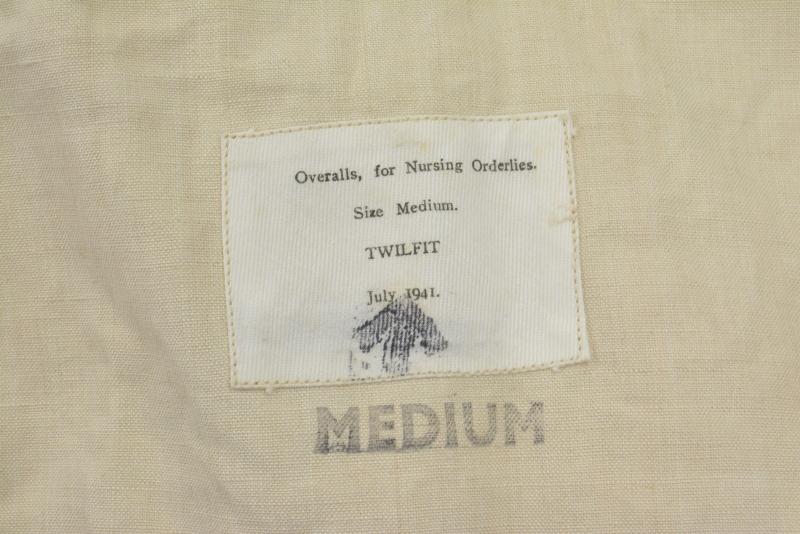 Overalls, for Nursing Orderlies.
Size Medium.
TWILFIT
July 1941.
MEDIUM